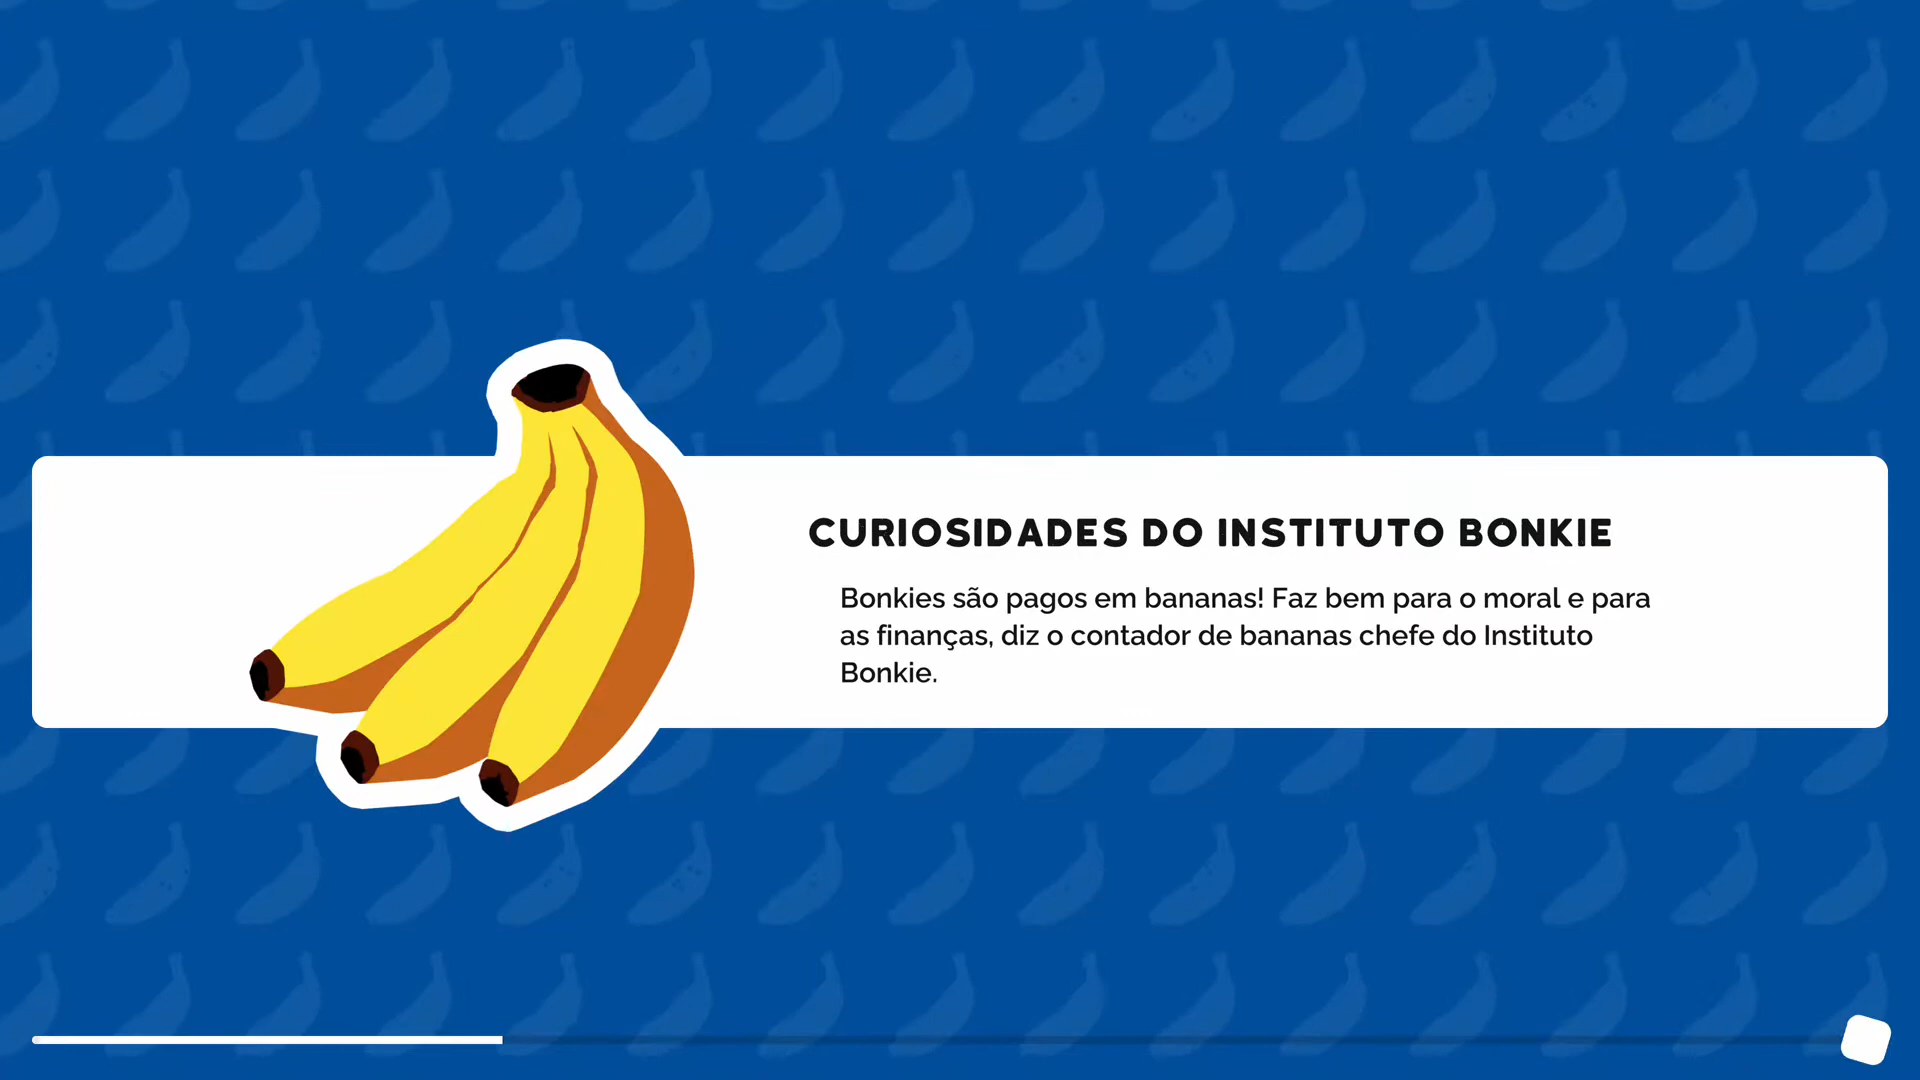 CURIOSIDADES DO INSTITUTO BONKIE
Bonkies são pagos em bananas! Faz bem para o moral e para
as finanças, diz o contador de bananas chefe do Instituto
Bonkie.